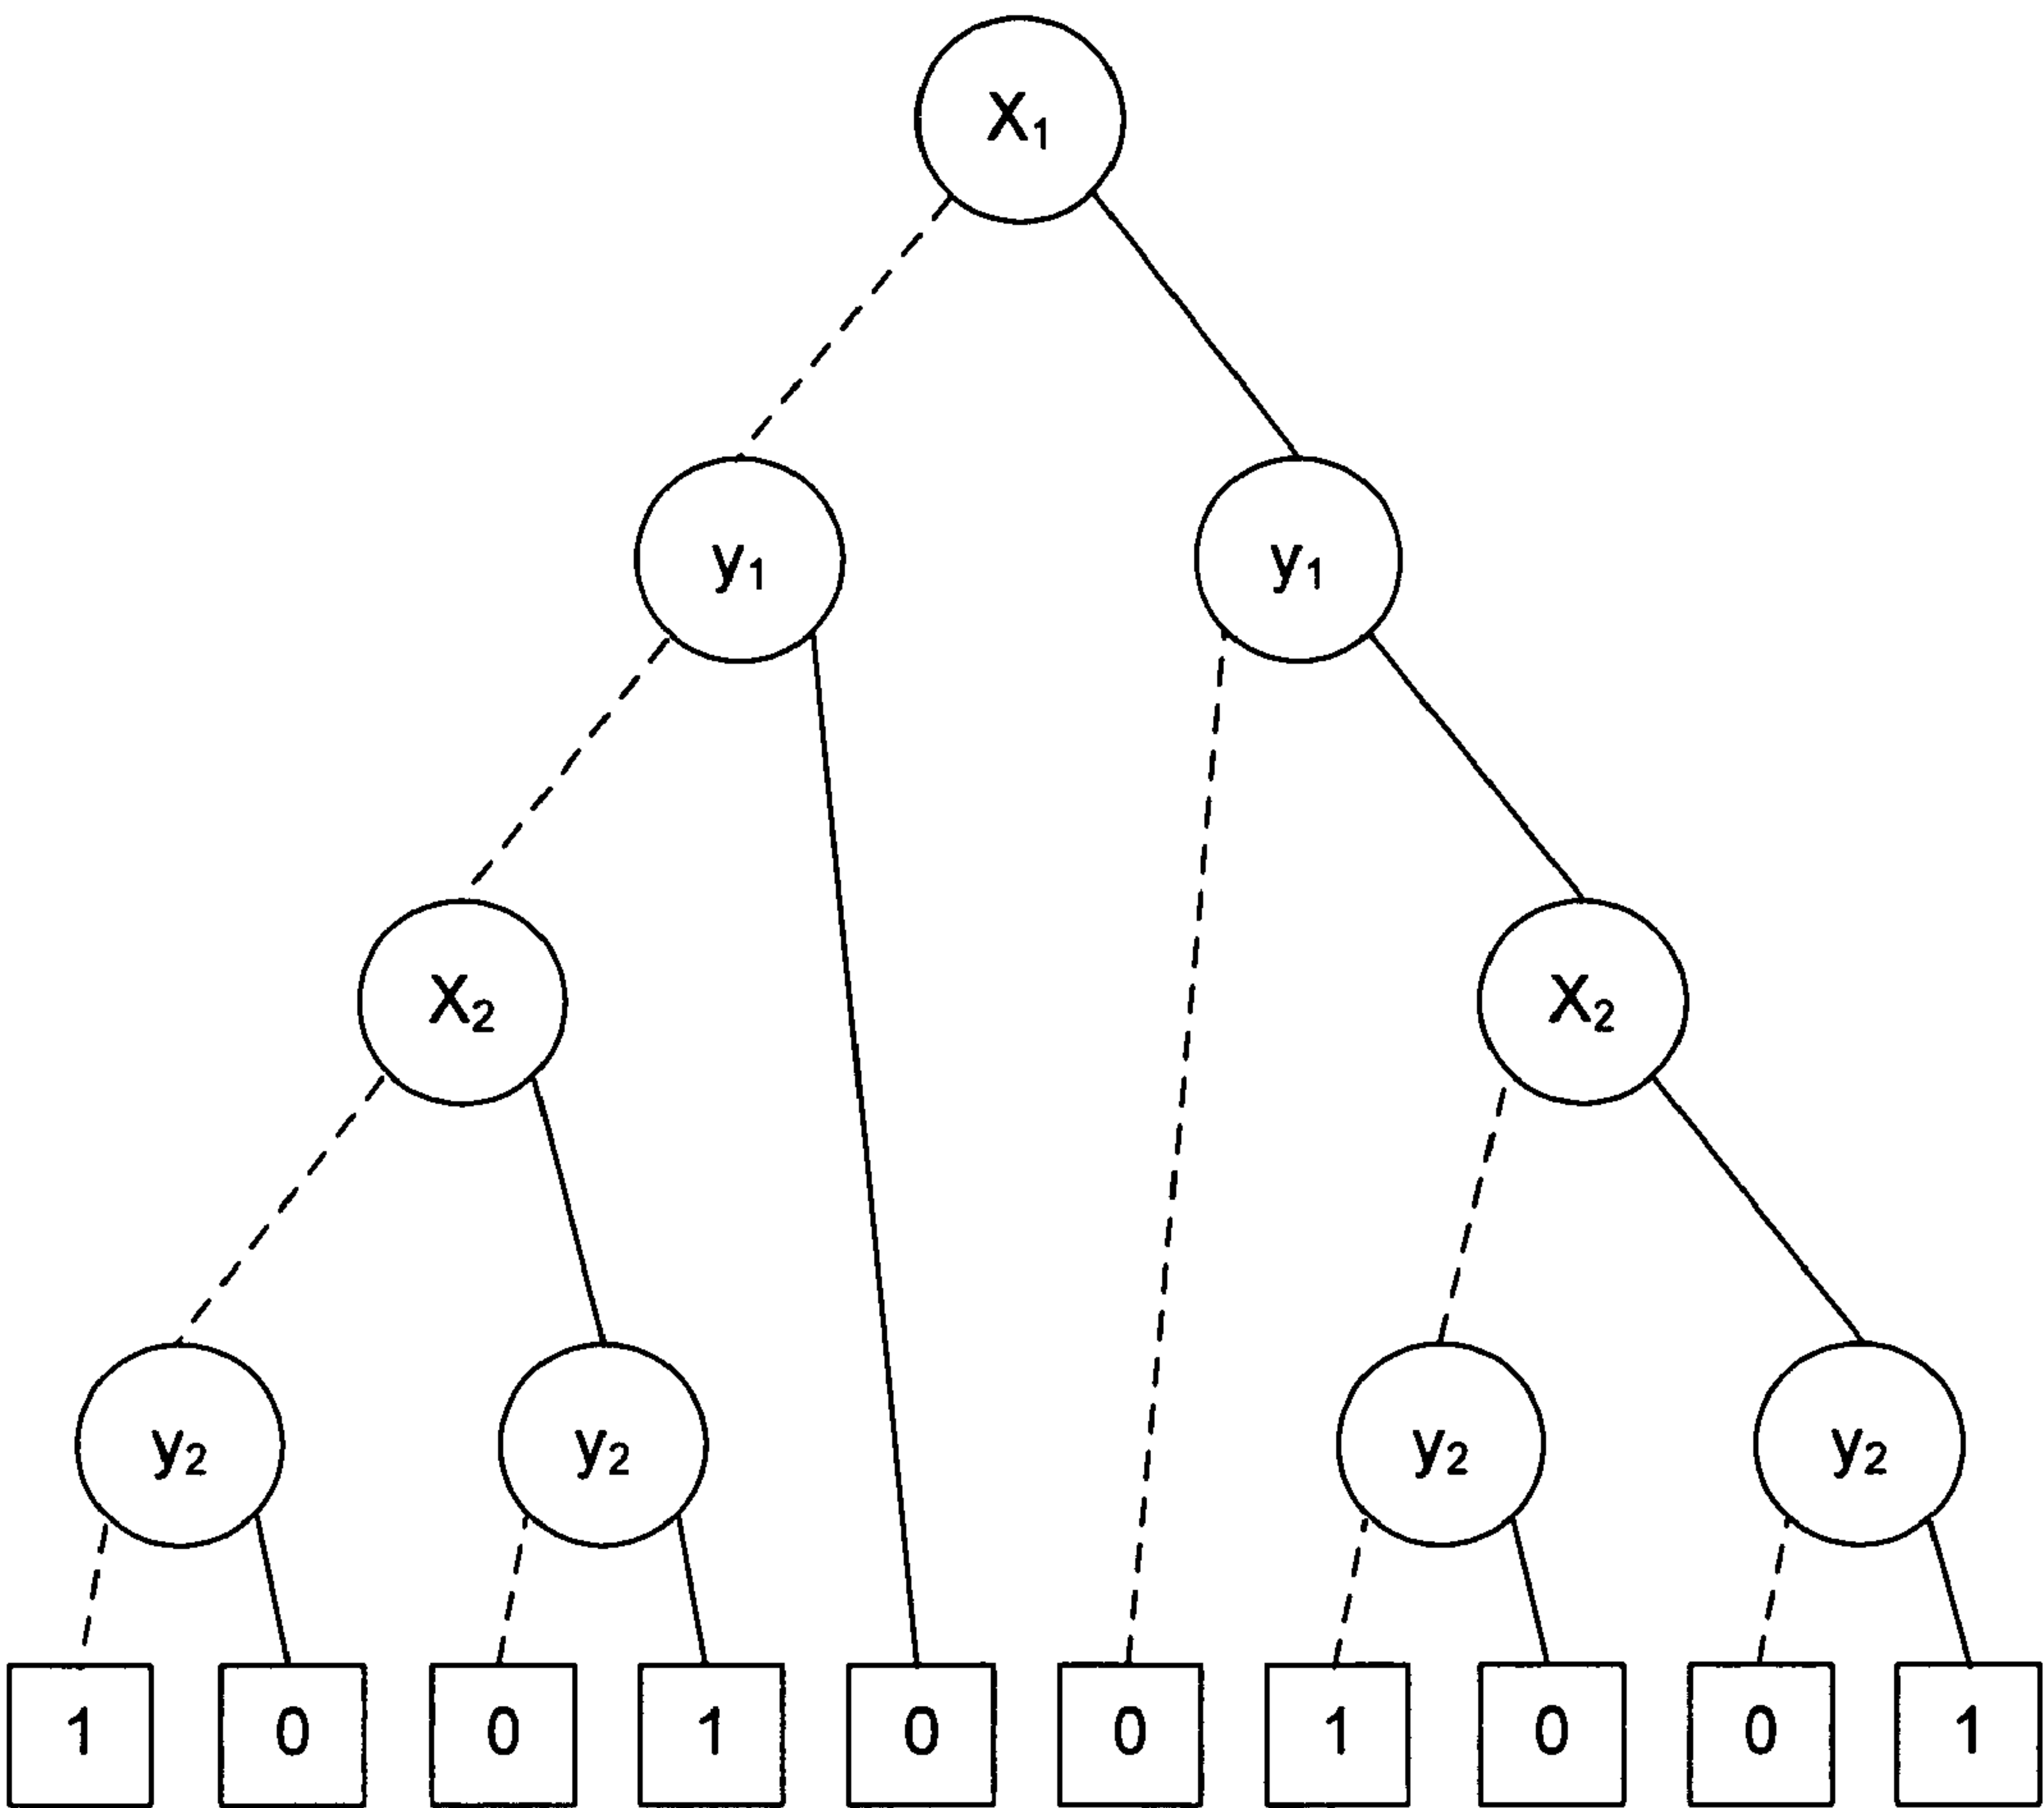 X₁
y₁ y₁
X₂ X₂
y₂ y₂ y₂ y₂
1 0 0 1 0 0 1 0 0 1